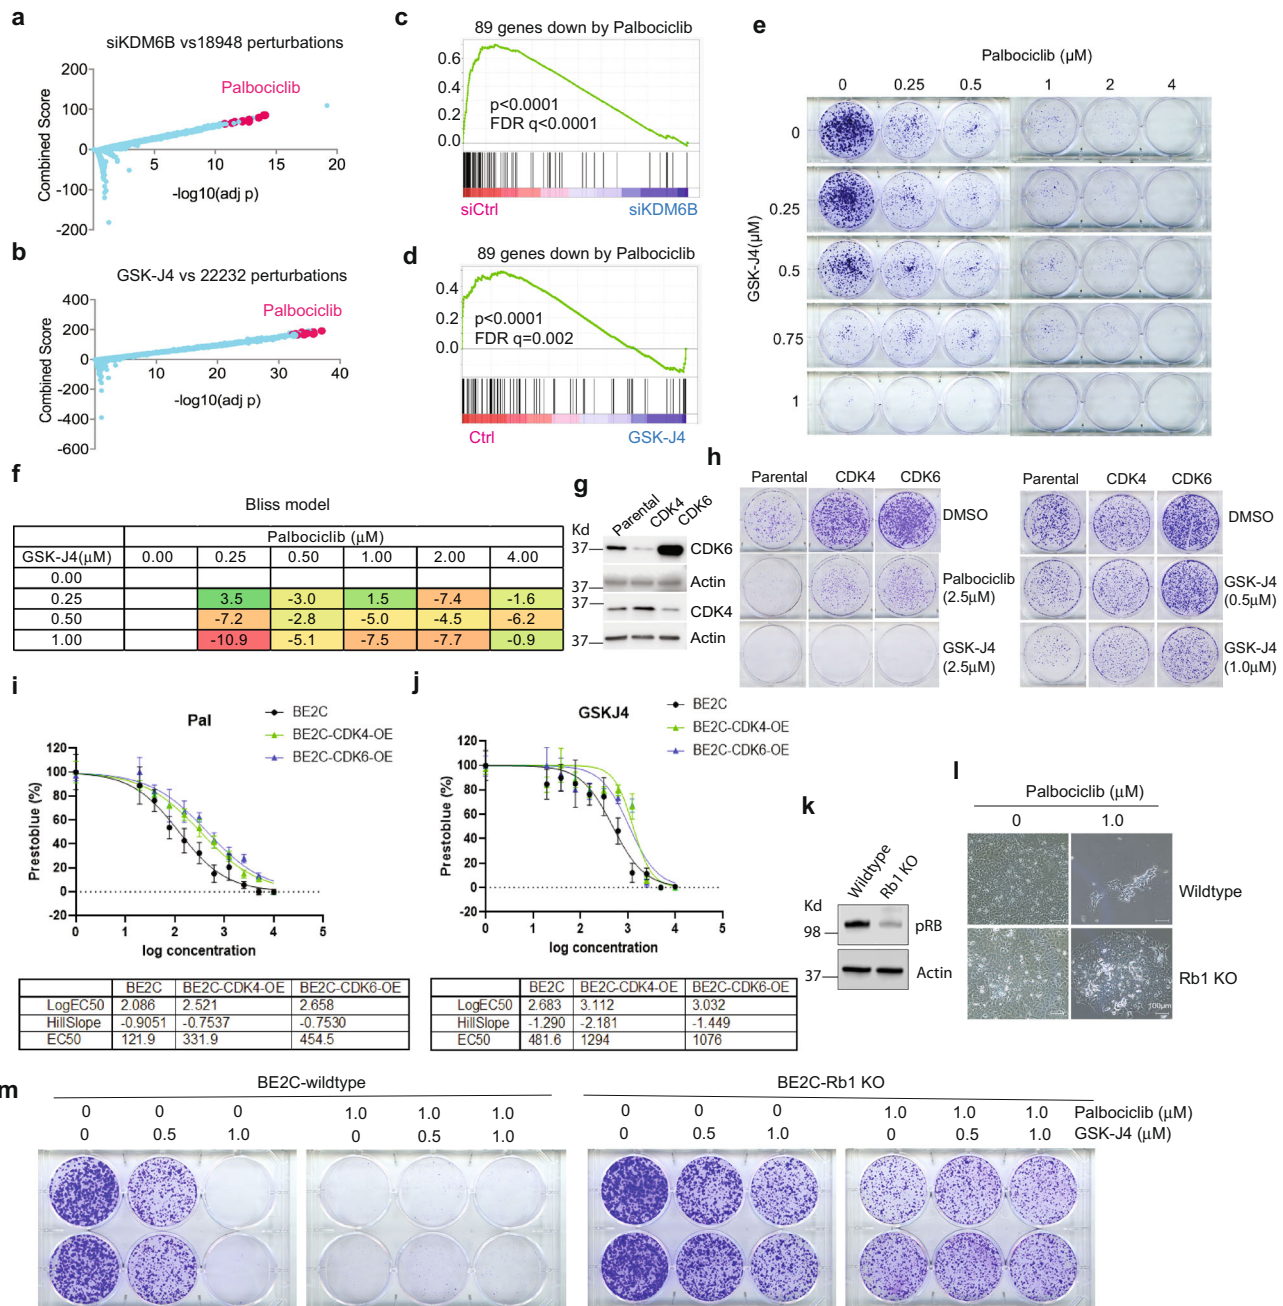 a
siKDM6B vs18948 perturbations
200
100
0
-100
-200
5
10
15
20
Palbociclib
Combined Score
-log10(adj p)
b
GSK-J4 vs 22232 perturbations
400
200
0
-200
-400
-600
10
20
30
40
Palbociclib
Combined Score
-log10(adj p)
c
89 genes down by Palbociclib
0.6
0.4
0.2
0.0
p<0.0001
FDR q<0.0001
siCtrl
siKDM6B
d
89 genes down by Palbociclib
0.4
0.2
0.0
p<0.0001
FDR q=0.002
Ctrl
GSK-J4
e
Palbociclib (µM)
0 0.25 0.5 1 2 4
GSK-J4(µM)
0
0.25
0.5
0.75
1
f
Bliss model
Palbociclib (µM)
GSK-J4(µM) 0.00 0.25 0.50 1.00 2.00 4.00
0.00
0.25 3.5 -3.0 1.5 -7.4 -1.6
0.50 -7.2 -2.8 -5.0 -4.5 -6.2
1.00 -10.9 -5.1 -7.5 -7.7 -0.9
g
Kd
Parental
CDK4
CDK6
37 CDK6
37 Actin
37 CDK4
37 Actin
h
Parental CDK4 CDK6
DMSO
Palbociclib
(2.5µM)
GSK-J4
(2.5µM)
Parental CDK4 CDK6
DMSO
GSK-J4
(0.5µM)
GSK-J4
(1.0µM)
i
Pal
BE2C
BE2C-CDK4-OE
BE2C-CDK6-OE
120
100
80
60
40
20
0
-20
0 1 2 3 4 5
Prestoblue (%)
log concentration
BE2C BE2C-CDK4-OE BE2C-CDK6-OE
LogEC50 2.086 2.521 2.658
HillSlope -0.9051 -0.7537 -0.7530
EC50 121.9 331.9 454.5
j
GSKJ4
BE2C
BE2C-CDK4-OE
BE2C-CDK6-OE
120
100
80
60
40
20
0
-20
0 1 2 3 4 5
Prestoblue (%)
log concentration
BE2C BE2C-CDK4-OE BE2C-CDK6-OE
LogEC50 2.683 3.112 3.032
HillSlope -1.290 -2.181 -1.449
EC50 481.6 1294 1076
k
Wildtype
Rb1 KO
Kd
98 pRB
37 Actin
l
Palbociclib (µM)
0 1.0
Wildtype
Rb1 KO
100µm
m
BE2C-wildtype
BE2C-Rb1 KO
0 0 0 1.0 1.0 1.0 0 0 0 1.0 1.0 1.0 Palbociclib (µM)
0 0.5 1.0 0 0.5 1.0 0 0.5 1.0 0 0.5 1.0 GSK-J4 (µM)